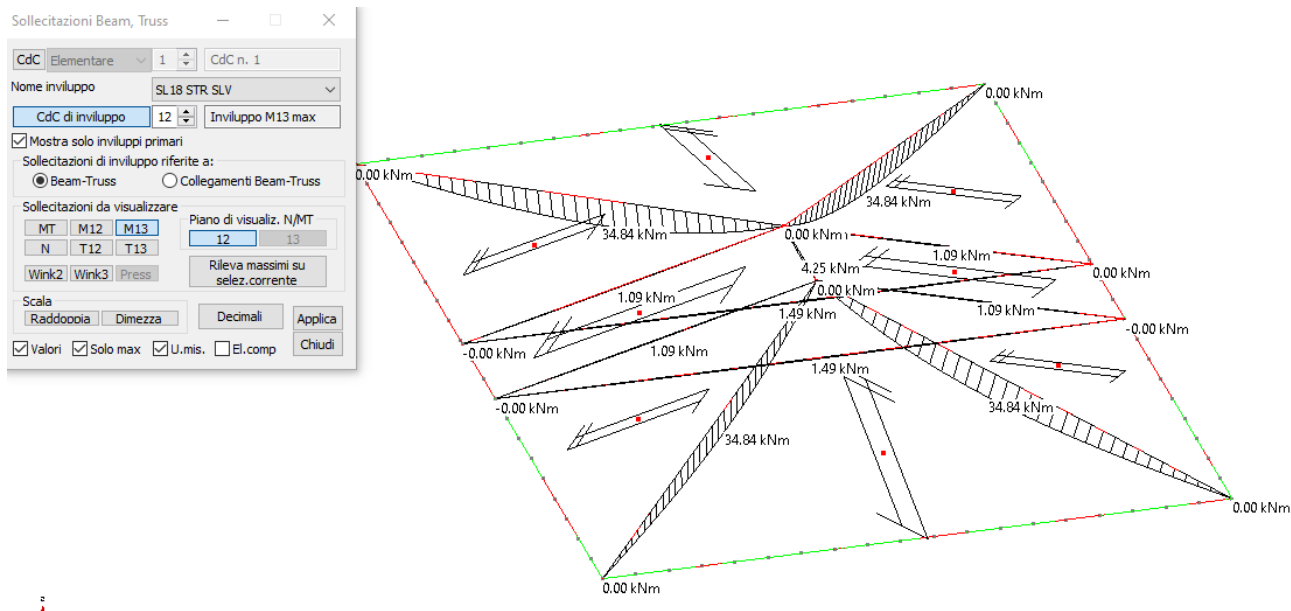 Sollecitazioni Beam, Truss
CdC Elementare 1 CdC n. 1
Nome inviluppo SL18 STR SLV
CdC di inviluppo 12 Inviluppo M13 max
Mostra solo inviluppi primari
Sollecitazioni di inviluppo riferite a:
Beam-Truss Collegamenti Beam-Truss
Sollecitazioni da visualizzare
Piano di visualiz. N/MT
MT M12 M13
12 13
N T12 T13
Wink2 Wink3 Press
Rileva massimi su
selez.corrente
Scala
Raddoppia Dimezza
Decimali
Applica
Valori Solo max U.mis. El.comp
Chiudi
0.00 kNm
0.00 kNm
34.84 kNm
34.84 kNm
0.00 kNm
1.09 kNm
4.25 kNm
0.00 kNm
0.00 kNm
1.09 kNm
1.49 kNm
1.09 kNm
-0.00 kNm
-0.00 kNm
1.09 kNm
1.49 kNm
-0.00 kNm
34.84 kNm
34.84 kNm
0.00 kNm
0.00 kNm